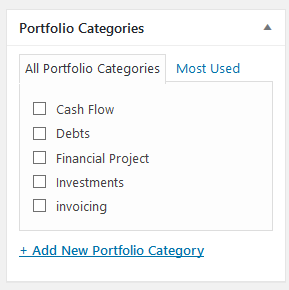 Portfolio Categories
All Portfolio Categories Most Used
Cash Flow
Debts
Financial Project
Investments
invoicing
+ Add New Portfolio Category